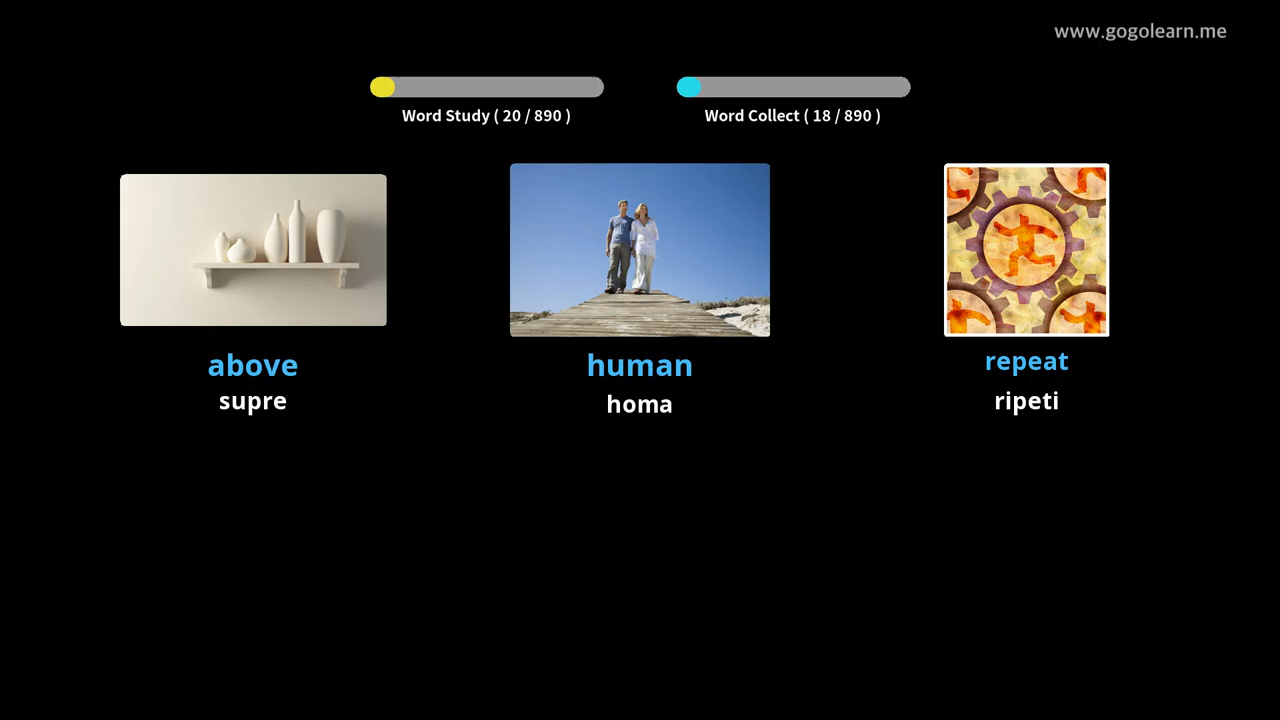 www.gogolearn.me
Word Study ( 20 / 890 )
Word Collect ( 18 / 890 )
above
supre
human
homa
repeat
ripeti